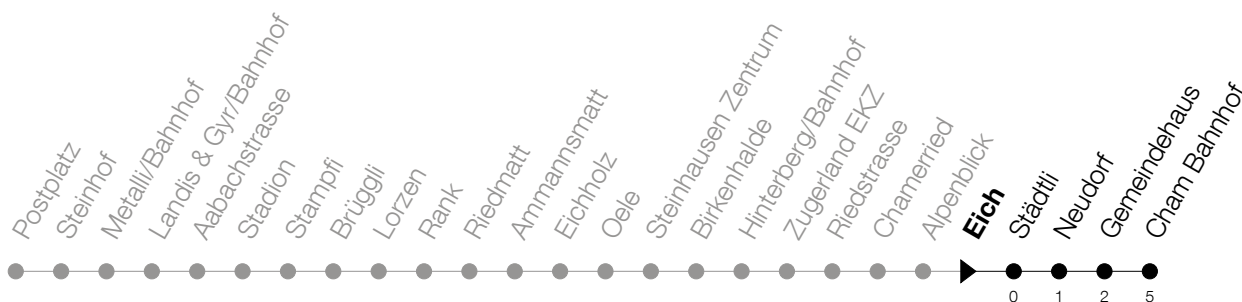 Postplatz
Steinhof
Metalli/Bahnhof
Landis & Gyr/Bahnhof
Aabachstrasse
Stadion
Stampfi
Brüggli
Lorzen
Rank
Riedmatt
Ammannsmatt
Eichholz
Oele
Steinhausen Zentrum
Birkenhalde
Hinterberg/Bahnhof
Zugerland EKZ
Riedstrasse
Chamerried
Alpenblick
Eich
Städtli
Neudorf
Gemeindehaus
Cham Bahnhof
0 1 2 5